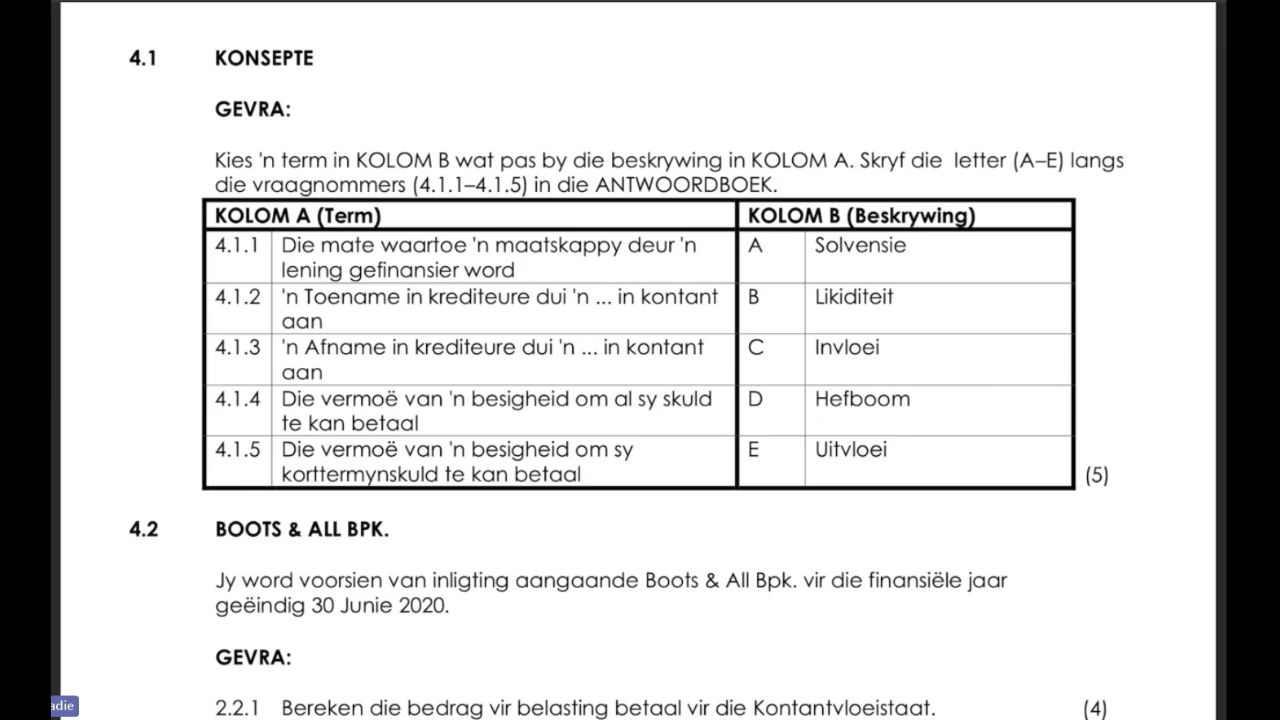 4.1 KONSEPTE
GEVRA:
Kies 'n term in KOLOM B wat pas by die beskrywing in KOLOM A. Skryf die letter (A–E) langs
die vraagnommers (4.1.1–4.1.5) in die ANTWOORDBOEK.
KOLOM A (Term) KOLOM B (Beskrywing)
4.1.1 Die mate waartoe 'n maatskappy deur 'n A Solvensie
lening gefinansier word
4.1.2 'n Toename in krediteure dui 'n ... in kontant B Likiditeit
aan
4.1.3 'n Afname in krediteure dui 'n ... in kontant C Invloei
aan
4.1.4 Die vermoë van 'n besigheid om al sy skuld D Hefboom
te kan betaal
4.1.5 Die vermoë van 'n besigheid om sy E Uitvloei
korttermynskuld te kan betaal (5)
4.2 BOOTS & ALL BPK.
Jy word voorsien van inligting aangaande Boots & All Bpk. vir die finansiële jaar
geëindig 30 Junie 2020.
GEVRA:
2.2.1 Bereken die bedrag vir belasting betaal vir die Kontantvloeistaat. (4)
adie